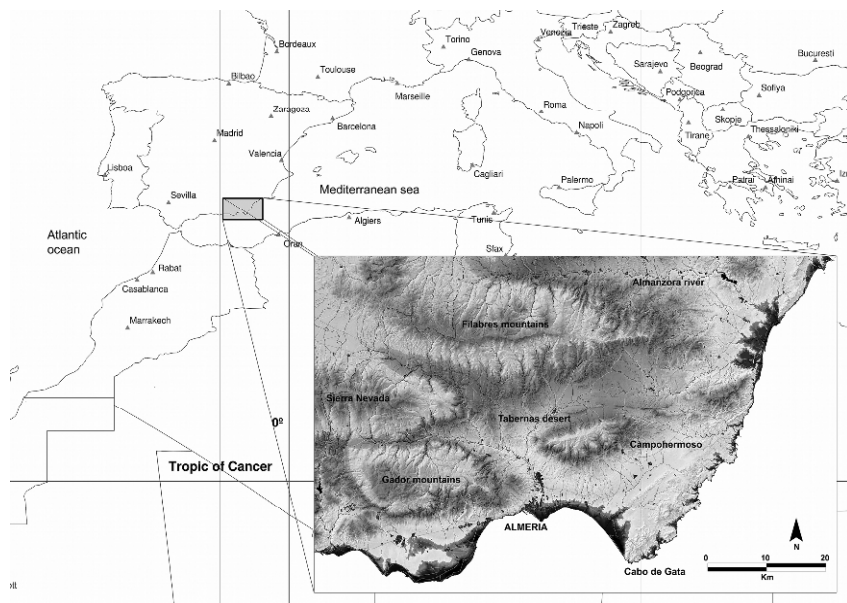 Bordeaux
Torino
Venezia
Trieste
Zagreb
Genova
Beograd
Bucuresti
Bilbao
Toulouse
Marseille
Sarajevo
Sofiya
Zaragoza
Podgorica
Barcelona
Roma
Skopje
Madrid
Napoli
Tirane
Thessaloniki
Valencia
Lisboa
Cagliari
Palermo
Patrai
Athinai
Iz
Sevilla
Mediterranean sea
Algiers
Tunis
Atlantic
ocean
Oran
Sfax
Rabat
Casablanca
Marrakech
Almanzora river
Filabres mountains
Sierra Nevada
0º
Tabernas desert
Campohermoso
Tropic of Cancer
Gador mountains
ALMERIA
N
0 10 20
Km
Cabo de Gata